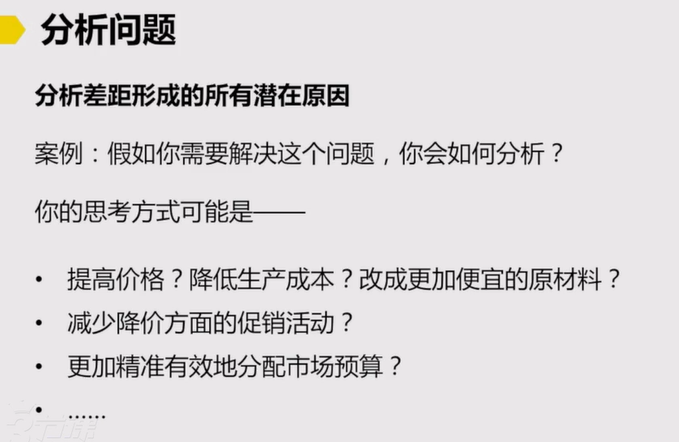 分析问题
分析差距形成的所有潜在原因
案例：假如你需要解决这个问题，你会如何分析？
你的思考方式可能是——
• 提高价格？降低生产成本？改成更加便宜的原材料？
• 减少降价方面的促销活动？
• 更加精准有效地分配市场预算？
• ……